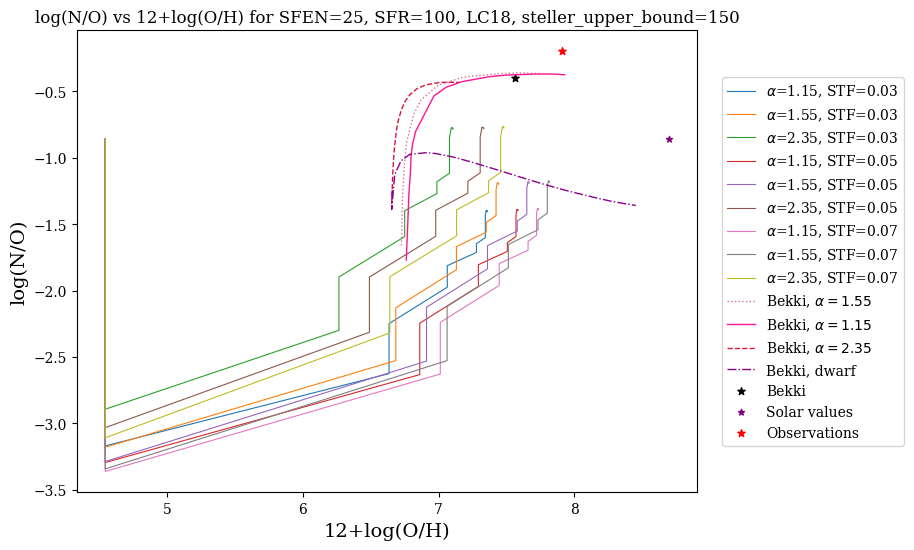 log(N/O) vs 12+log(O/H) for SFEN=25, SFR=100, LC18, steller_upper_bound=150
log(N/O)
−0.5
−1.0
−1.5
−2.0
−2.5
−3.0
−3.5
5
6
7
8
12+log(O/H)
α=1.15, STF=0.03
α=1.55, STF=0.03
α=2.35, STF=0.03
α=1.15, STF=0.05
α=1.55, STF=0.05
α=2.35, STF=0.05
α=1.15, STF=0.07
α=1.55, STF=0.07
α=2.35, STF=0.07
Bekki, α = 1.55
Bekki, α = 1.15
Bekki, α = 2.35
Bekki, dwarf
Bekki
Solar values
Observations